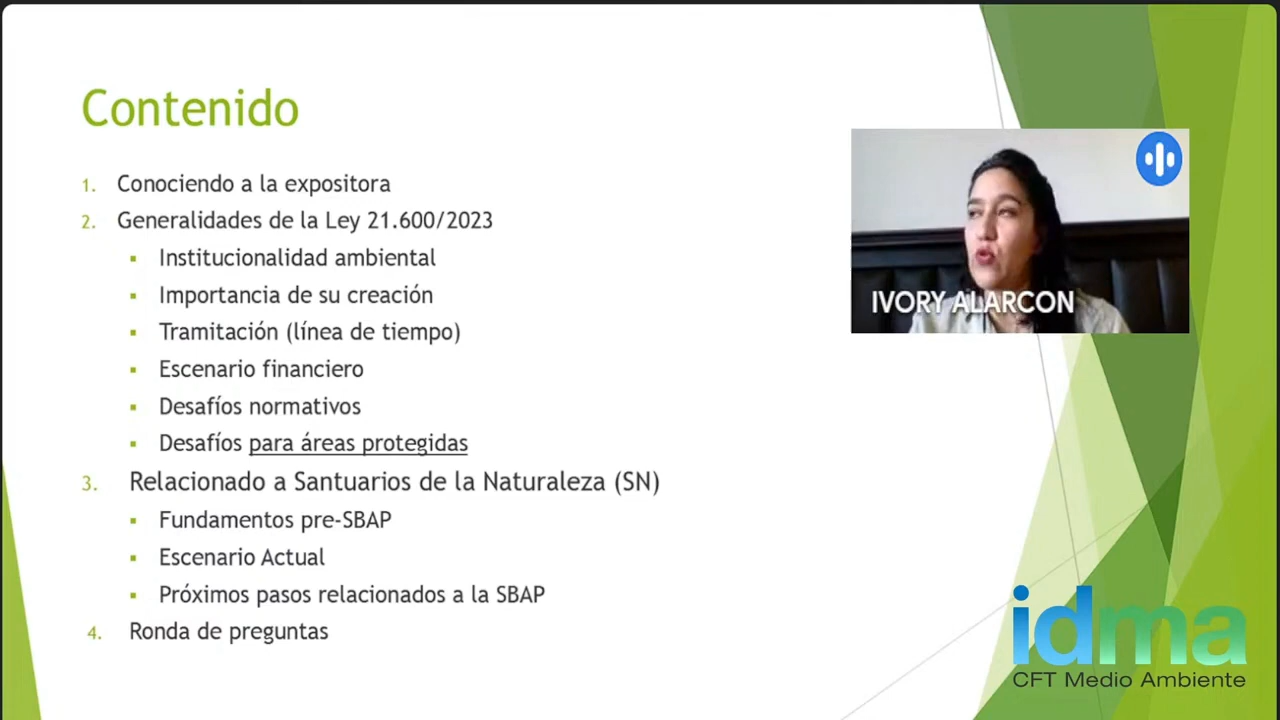 Contenido
1. Conociendo a la expositora
2. Generalidades de la Ley 21.600/2023
▪ Institucionalidad ambiental
▪ Importancia de su creación
▪ Tramitación (línea de tiempo)
▪ Escenario financiero
▪ Desafíos normativos
▪ Desafíos para áreas protegidas
3. Relacionado a Santuarios de la Naturaleza (SN)
▪ Fundamentos pre-SBAP
▪ Escenario Actual
▪ Próximos pasos relacionados a la SBAP
4. Ronda de preguntas
IVORY ALARCON
idma
CFT Medio Ambiente